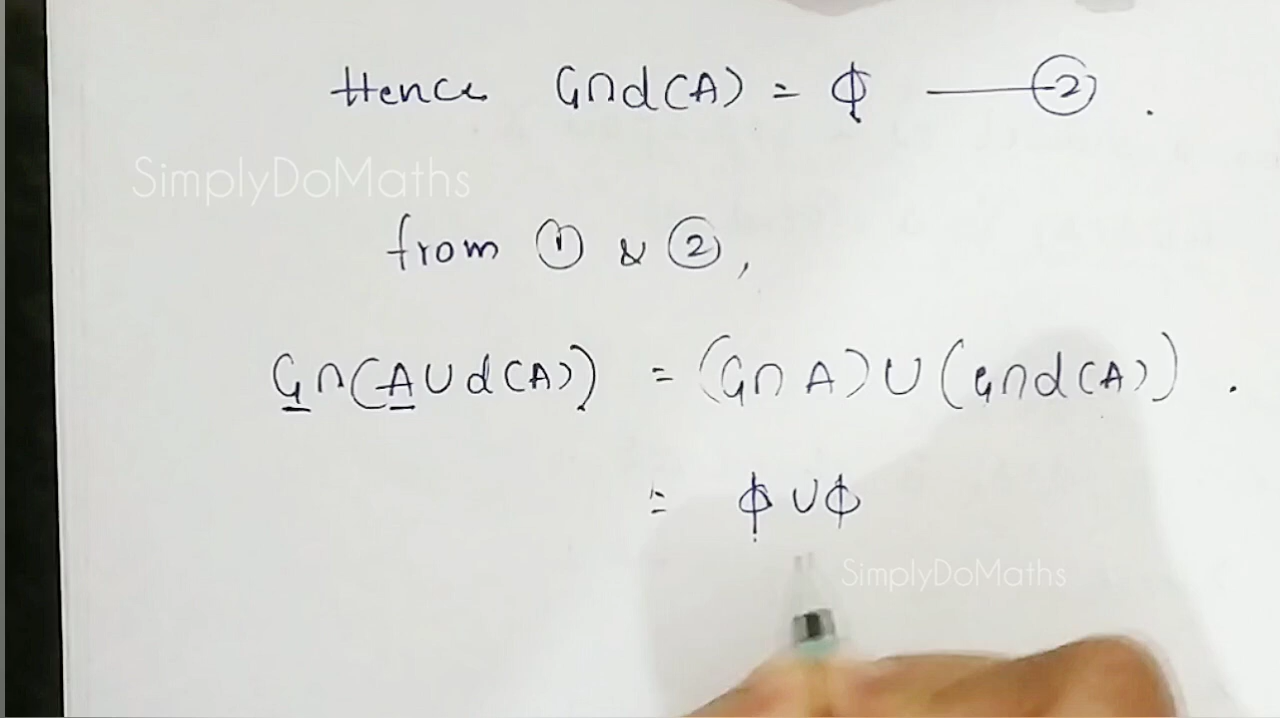 Hence G∩d(A) = ϕ —— ②.
SimplyDoMaths
from ① & ②,
G∩(A∪d(A)) = (G∩A)∪(G∩d(A)).
= ϕ∪ϕ
SimplyDoMaths